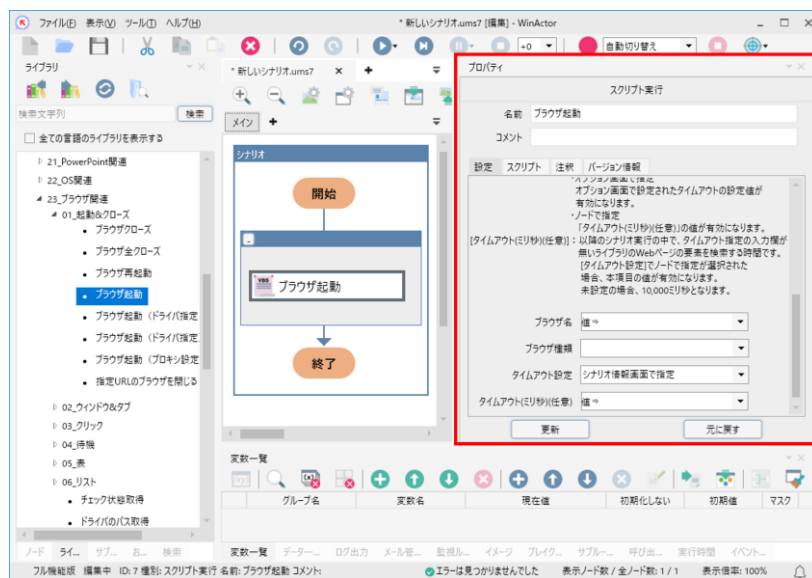 ファイル(F) 表示(V) ツール(T) ヘルプ(H)
* 新しいシナリオ.ums7 [編集] - WinActor
+0
自動切り替え
ライブラリ
検索文字列
検索
全ての言語のライブラリを表示する
21_PowerPoint関連
22_OS関連
23_ブラウザ関連
01_起動&クローズ
ブラウザクローズ
ブラウザ全クローズ
ブラウザ再起動
ブラウザ起動
ブラウザ起動（ドライバ指定
ブラウザ起動（ドライバ指定
ブラウザ起動（プロキシ設定
指定URLのブラウザを閉じる
02_ウィンドウ&タブ
03_クリック
04_待機
05_表
06_リスト
チェック状態取得
ドライバのパス取得
ノード ライ... サブ... お... 検索
* 新しいシナリオ.ums7
メイン
シナリオ
開始
VBS
ブラウザ起動
終了
プロパティ
スクリプト実行
名前 ブラウザ起動
コメント
設定 スクリプト 注釈 バージョン情報
・オプション画面で指定
オプション画面で設定されたタイムアウトの設定値が
有効になります。
・ノードで指定
「タイムアウト(ミリ秒)(任意)」の値が有効になります。
[タイムアウト(ミリ秒)(任意)]：以降のシナリオ実行の中で、タイムアウト指定の入力欄が
無いライブラリのWebページの要素を検索する時間です。
[タイムアウト設定]でノードで指定が選択された
場合、本項目の値が有効になります。
未設定の場合、10,000ミリ秒となります。
ブラウザ名 値⇒
ブラウザ種類
タイムアウト設定 シナリオ情報画面で指定
タイムアウト(ミリ秒)(任意) 値⇒
更新 元に戻す
変数一覧
グループ名 変数名 現在値 初期化しない 初期値 マスク
変数一覧 データ一... ログ出力 メール管... 監視ル... イメージ ブレイク... サブルー... 呼び出... 実行時間 イベント...
フル機能版 編集中 ID: 7 種別: スクリプト実行 名前: ブラウザ起動 コメント:
エラーは見つかりませんでした
表示ノード数 / 全ノード数: 1 / 1
表示倍率: 100%